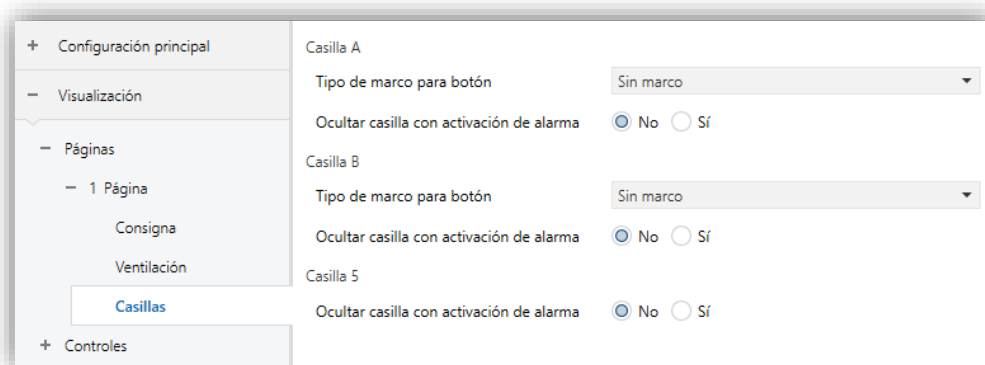 + Configuración principal
− Visualización
− Páginas
− 1 Página
Consigna
Ventilación
Casillas
+ Controles
Casilla A
Tipo de marco para botón Sin marco
Ocultar casilla con activación de alarma No Sí
Casilla B
Tipo de marco para botón Sin marco
Ocultar casilla con activación de alarma No Sí
Casilla 5
Ocultar casilla con activación de alarma No Sí